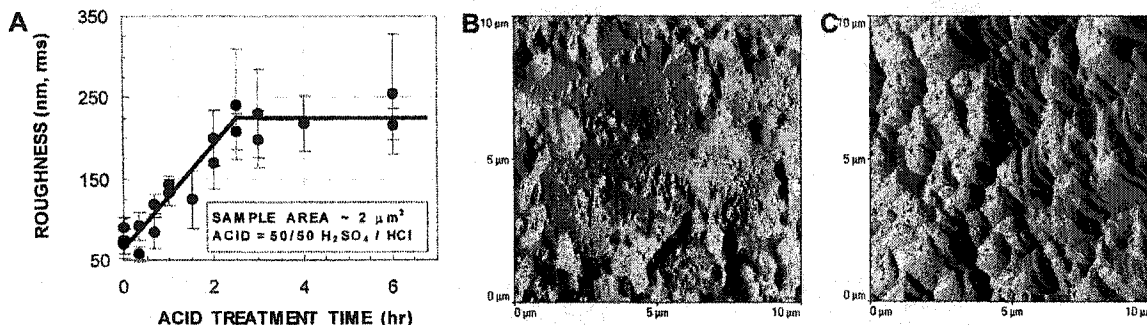 A
ROUGHNESS (nm, rms)
350
250
150
50
SAMPLE AREA ~ 2 µm²
ACID = 50/50 H₂SO₄ / HCl
0
2
4
6
ACID TREATMENT TIME (hr)
B
10 µm
5 µm
0 µm
0 µm
5 µm
10 µm
C
10 µm
5 µm
0 µm
0 µm
5 µm
10 µm